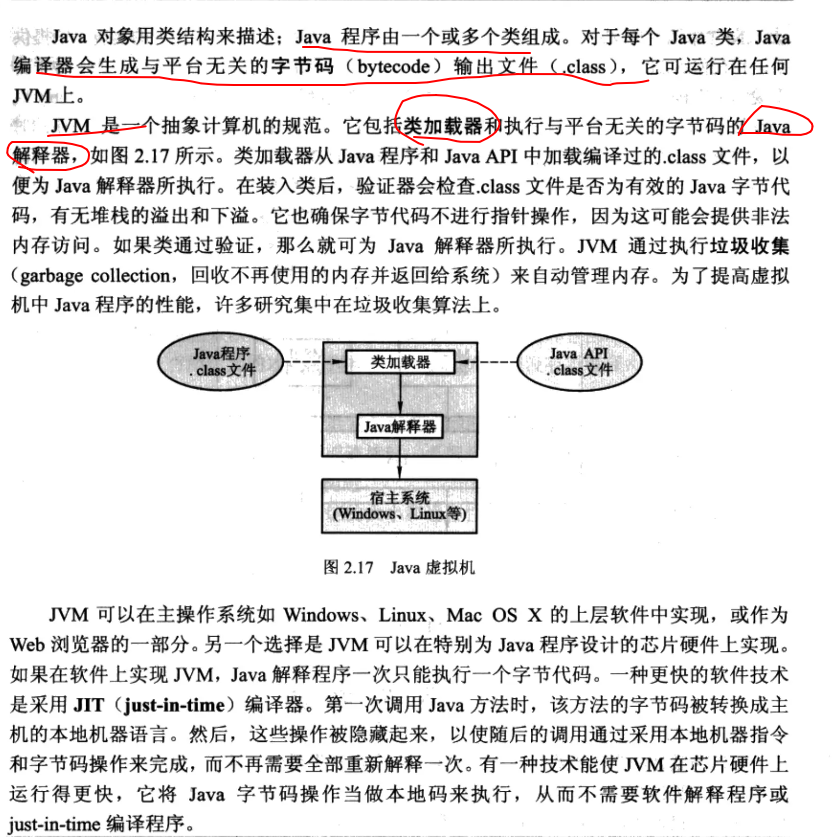 Java 对象用类结构来描述；Java 程序由一个或多个类组成。对于每个 Java 类，Java
编译器会生成与平台无关的字节码（bytecode）输出文件（.class），它可运行在任何
JVM 上。
JVM 是一个抽象计算机的规范。它包括类加载器和执行与平台无关的字节码的 Java
解释器，如图 2.17 所示。类加载器从 Java 程序和 Java API 中加载编译过的.class 文件，以
便为 Java 解释器所执行。在装入类后，验证器会检查.class 文件是否为有效的 Java 字节代
码，有无堆栈的溢出和下溢。它也确保字节代码不进行指针操作，因为这可能会提供非法
内存访问。如果类通过验证，那么就可为 Java 解释器所执行。JVM 通过执行垃圾收集
（garbage collection，回收不再使用的内存并返回给系统）来自动管理内存。为了提高虚拟
机中 Java 程序的性能，许多研究集中在垃圾收集算法上。
Java程序
.class文件
类加载器
Java API
.class文件
Java解释器
宿主系统
(Windows、Linux等)
图 2.17 Java 虚拟机
JVM 可以在主操作系统如 Windows、Linux、Mac OS X 的上层软件中实现，或作为
Web 浏览器的一部分。另一个选择是 JVM 可以在特别为 Java 程序设计的芯片硬件上实现。
如果在软件上实现 JVM，Java 解释程序一次只能执行一个字节代码。一种更快的软件技术
是采用 JIT（just-in-time）编译器。第一次调用 Java 方法时，该方法的字节码被转换成主
机的本地机器语言。然后，这些操作被隐藏起来，以使随后的调用通过采用本地机器指令
和字节码操作来完成，而不再需要全部重新解释一次。有一种技术能使 JVM 在芯片硬件上
运行得更快，它将 Java 字节码操作当做本地码来执行，从而不需要软件解释程序或
just-in-time 编译程序。